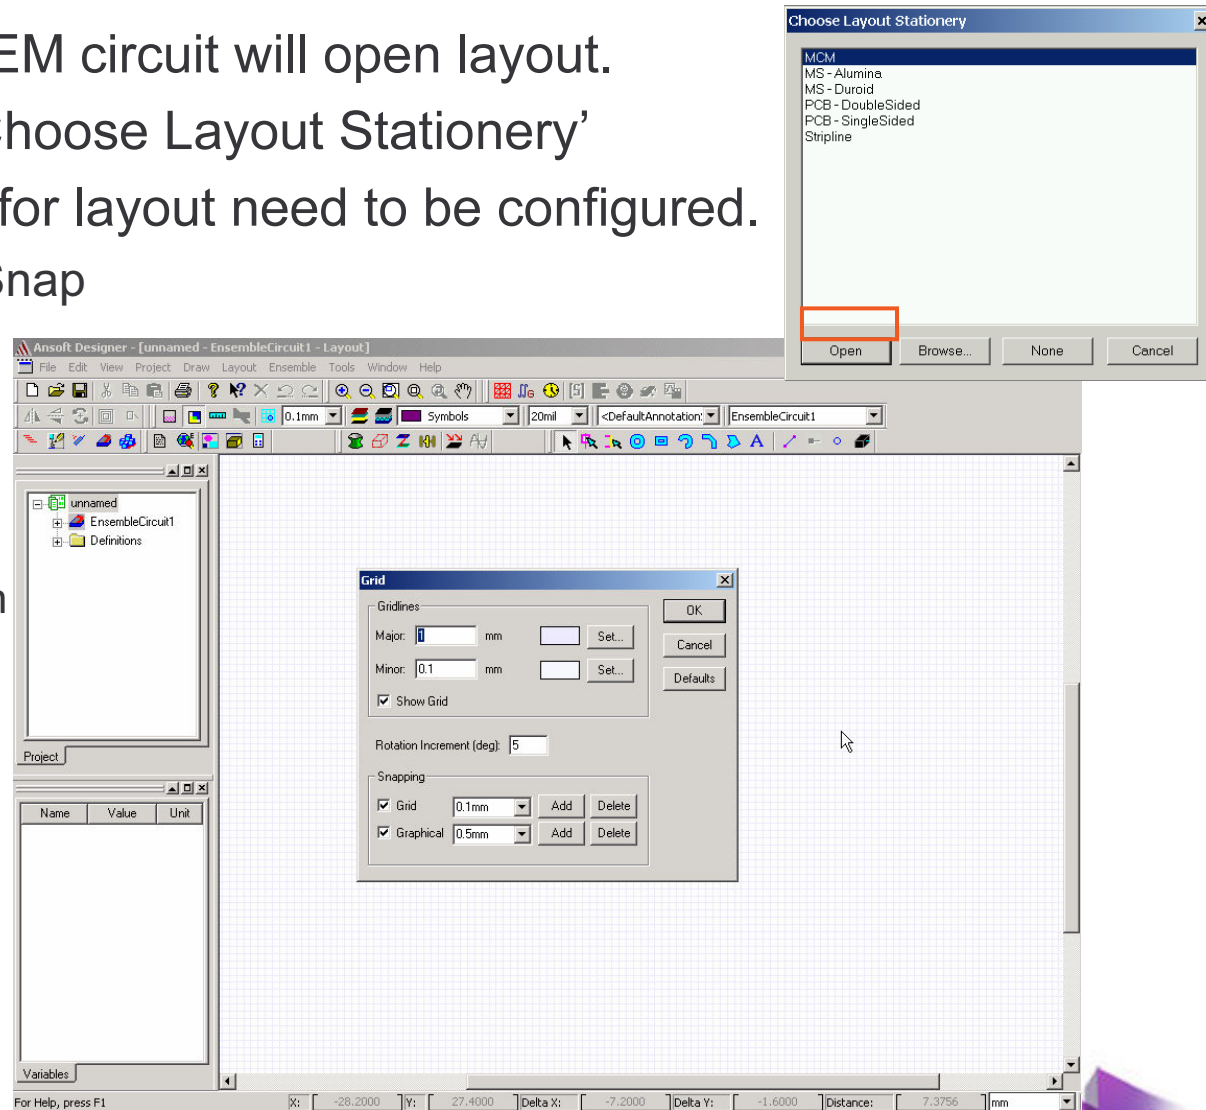 EM circuit will open layout.
hoose Layout Stationery’
for layout need to be configured.
Snap
Choose Layout Stationery
MCM
MS - Alumina
MS - Duroid
PCB - DoubleSided
PCB - SingleSided
Stripline
Open Browse... None Cancel
Ansoft Designer - [unnamed - EnsembleCircuit1 - Layout]
File Edit View Project Draw Layout Ensemble Tools Window Help
0.1mm Symbols 20mil <DefaultAnnotation: EnsembleCircuit1
unnamed
EnsembleCircuit1
Definitions
Project
Name Value Unit
Variables
Grid
Gridlines
Major: 1 mm Set...
Minor: 0.1 mm Set...
Show Grid
OK
Cancel
Defaults
Rotation Increment (deg): 5
Snapping
Grid 0.1mm Add Delete
Graphical 0.5mm Add Delete
For Help, press F1 X: -28.2000 Y: 27.4000 Delta X: -7.2000 Delta Y: -1.6000 Distance: 7.3756 mm